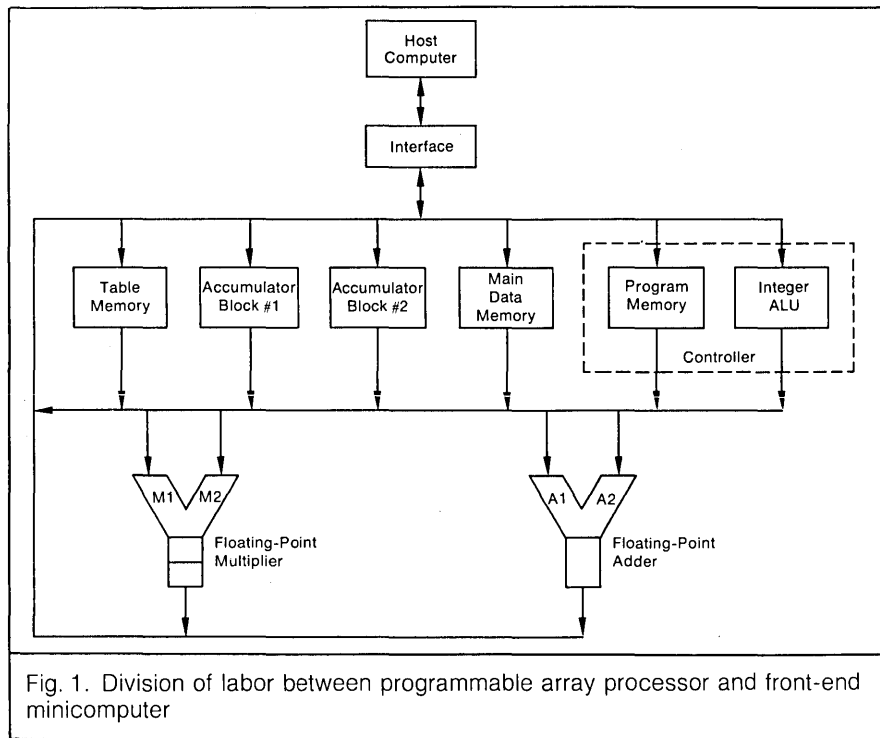 Host
Computer
Interface
Table
Memory
Accumulator
Block #1
Accumulator
Block #2
Main
Data
Memory
Program
Memory
Integer
ALU
Controller
M1 M2
A1 A2
Floating-Point
Multiplier
Floating-Point
Adder
Fig. 1. Division of labor between programmable array processor and front-end
minicomputer